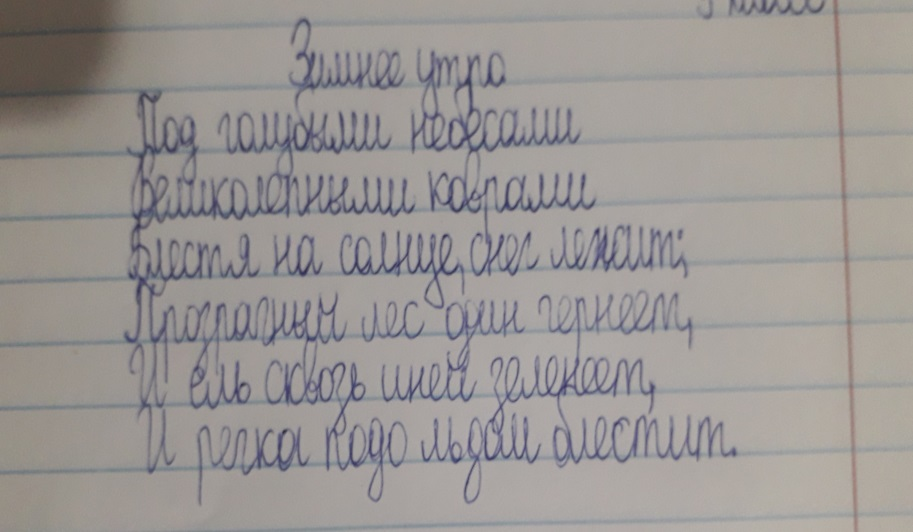 Зимнее утро
Под голубыми небесами
Великолепными коврами
Блестя на солнце, снег лежит;
Прозрачный лес один чернеет,
И ель сквозь иней зеленеет,
И речка подо льдом блестит.